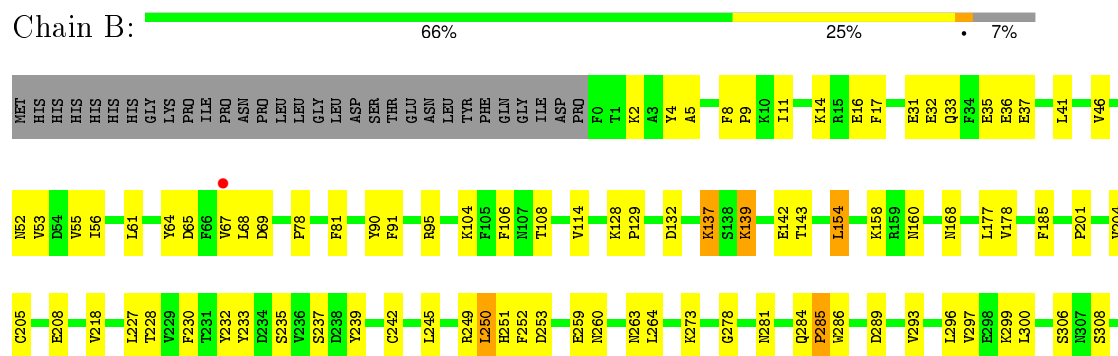 Chain B:
66% 25% • 7%
MET HIS HIS HIS HIS HIS HIS LEU GLY LYS PRO ILE PRO ASN PRO LEU LEU GLY LEU ASP SER THR GLU ASN LEU TYR PHE GLN GLY ILE ASP PRO F0 T1 K2 A3 Y4 A5 F8 P9 K10 I11 K14 R15 E16 F17 E31 E32 Q33 F34 E35 E36 E37 L41 V46
N52 V53 D54 V55 I56 L61 Y64 D65 F66 V67 L68 D69 P78 F81 Y90 F91 R95 K104 F105 F106 N107 T108 V114 K128 P129 D132 K137 S138 K139 E142 T143 L154 K158 R159 N160 N168 L177 V178 F185 P201 V204
C205 E208 V218 L227 T228 V229 F230 T231 Y232 Y233 D234 S235 V236 S237 D238 Y239 C242 L245 R249 L250 H251 F252 D253 E259 N260 N263 L264 K273 G278 N281 Q284 P285 W286 D289 V293 L296 V297 E298 K299 L300 S306 N307 S308